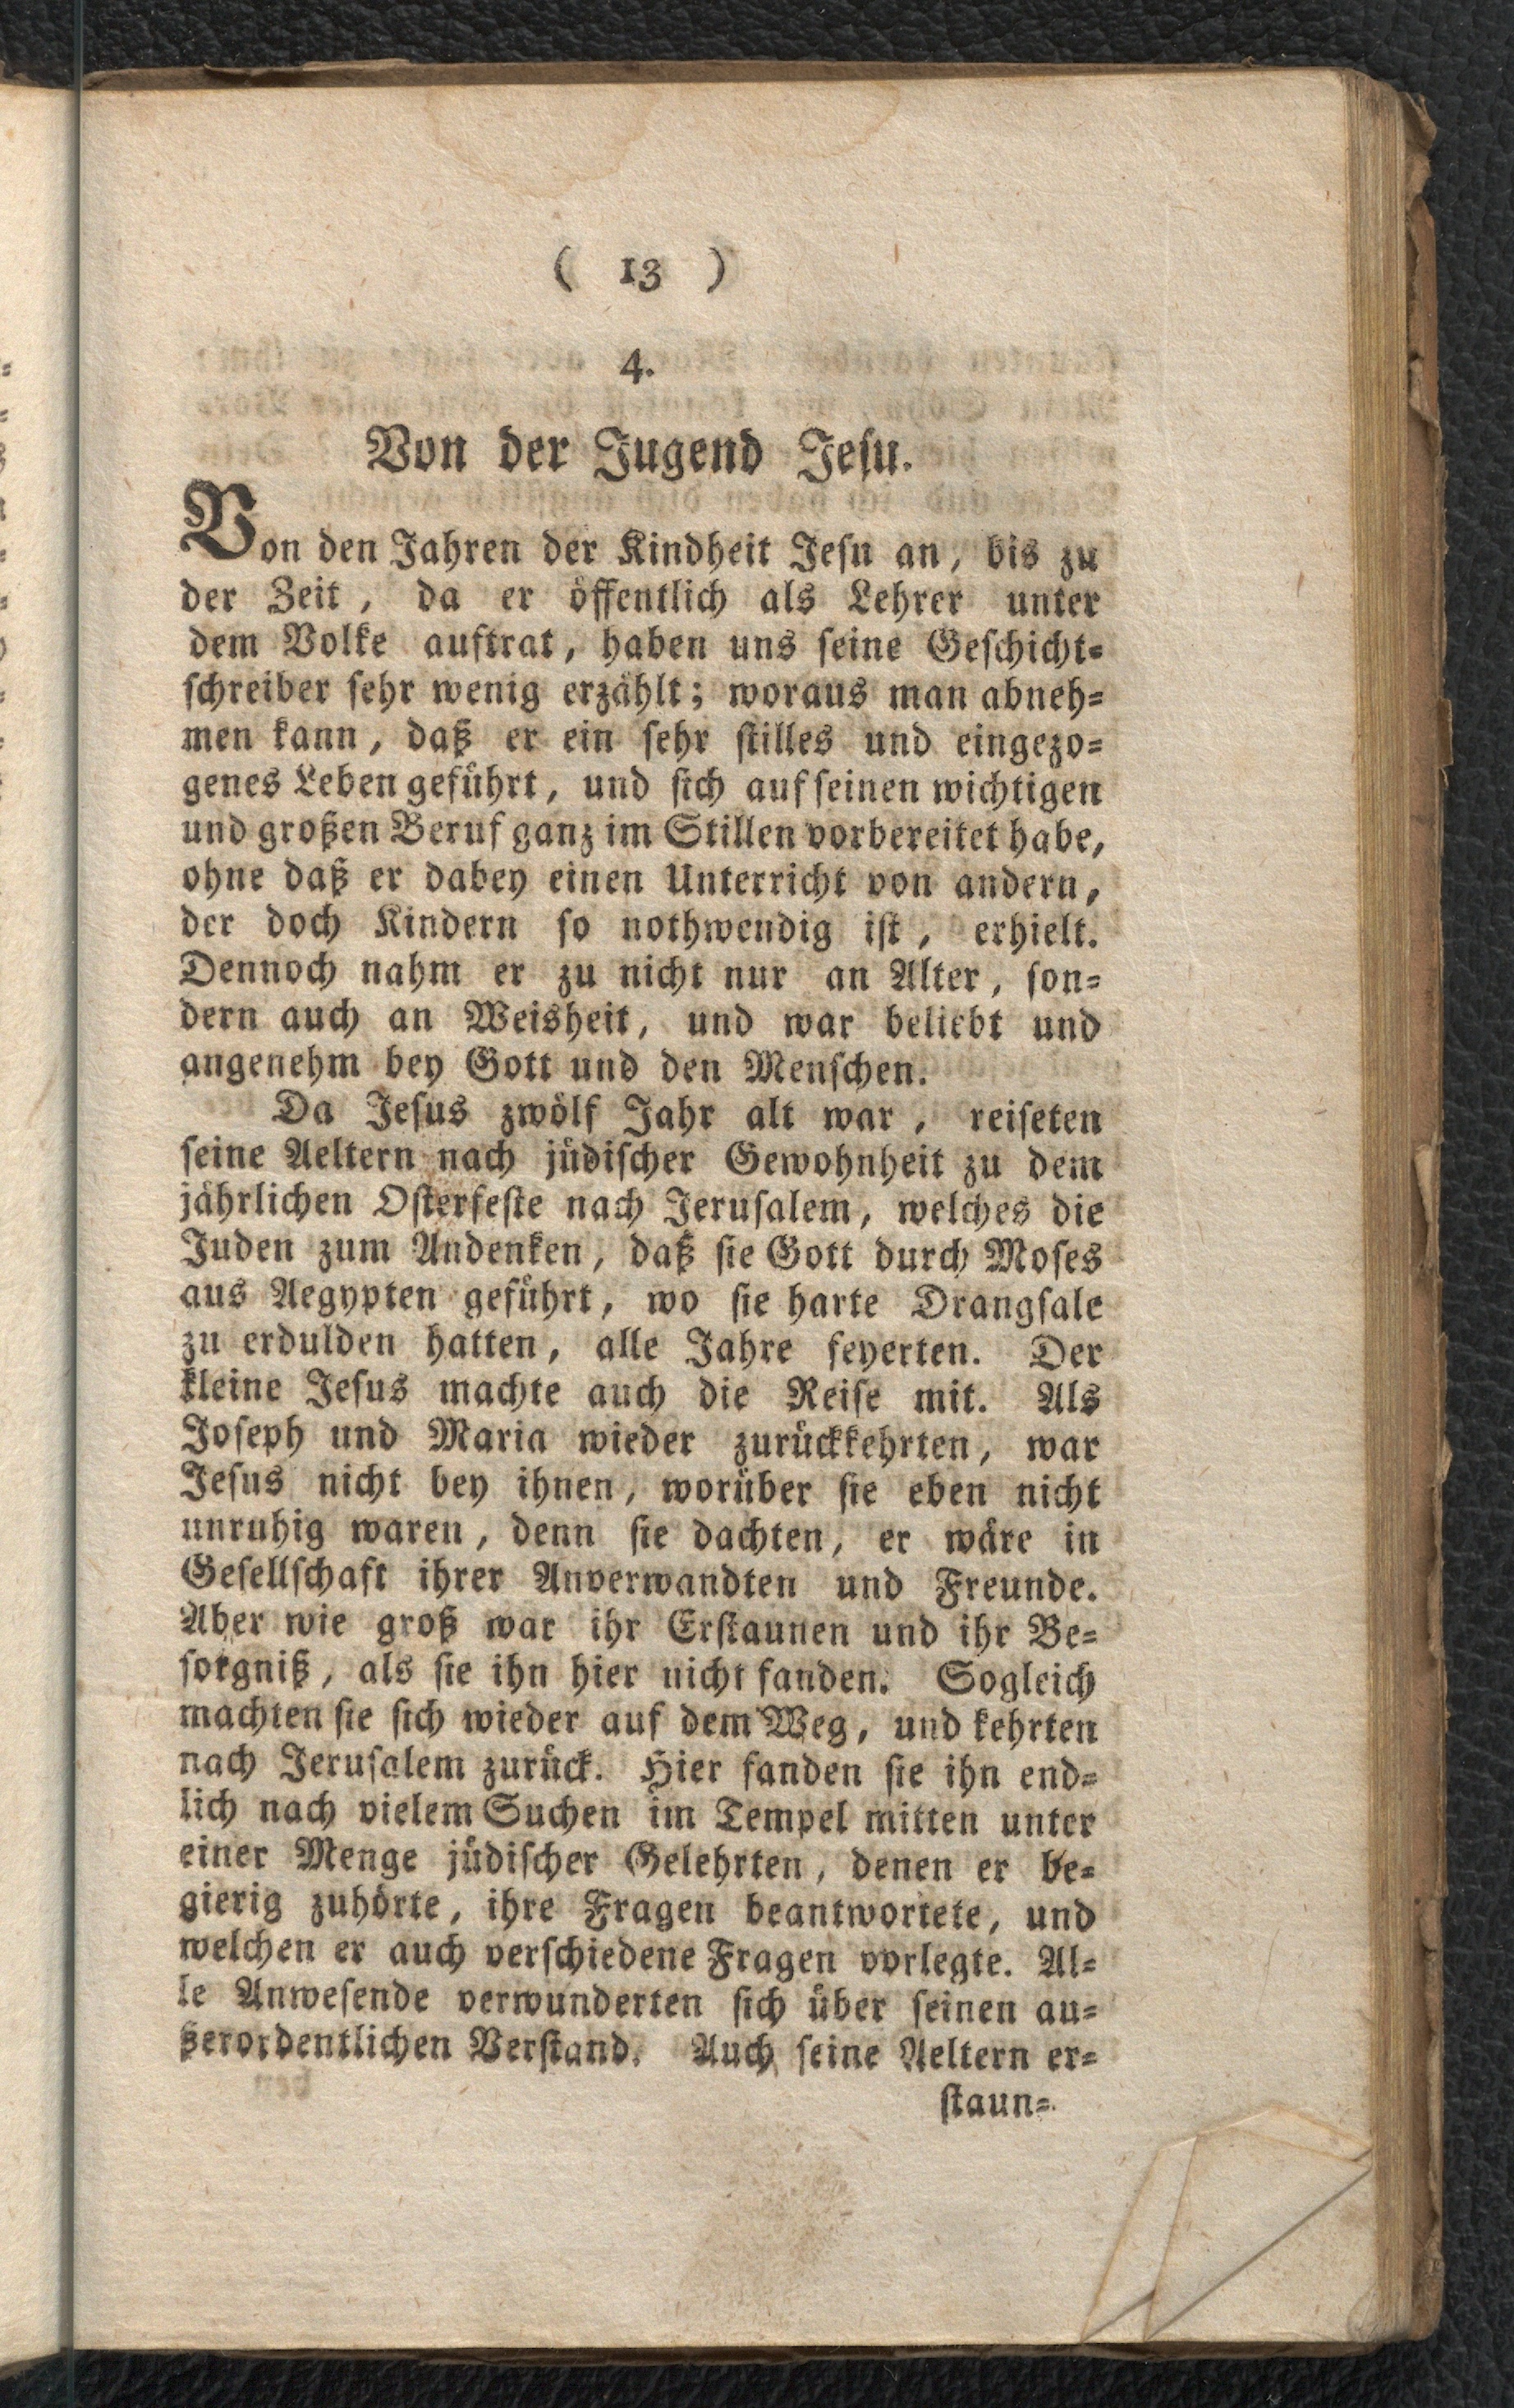 ( 13 )
4.
Von der Jugend Jesu.
Von den Jahren der Kindheit Jesu an, bis zu
der Zeit, da er öffentlich als Lehrer unter
dem Volke auftrat, haben uns seine Geschicht-
schreiber sehr wenig erzählt; woraus man abneh-
men kann, daß er ein sehr stilles und eingezo-
genes Leben geführt, und sich auf seinen wichtigen
und großen Beruf ganz im Stillen vorbereitet habe,
ohne daß er dabey einen Unterricht von andern,
der doch Kindern so nothwendig ist, erhielt.
Dennoch nahm er zu nicht nur an Alter, son-
dern auch an Weisheit, und war beliebt und
angenehm bey Gott und den Menschen.
Da Jesus zwölf Jahr alt war, reiseten
seine Aeltern nach jüdischer Gewohnheit zu dem
jährlichen Osterfeste nach Jerusalem, welches die
Juden zum Andenken, daß sie Gott durch Moses
aus Aegypten geführt, wo sie harte Drangsale
zu erdulden hatten, alle Jahre feyerten. Der
kleine Jesus machte auch die Reise mit. Als
Joseph und Maria wieder zurückkehrten, war
Jesus nicht bey ihnen, worüber sie eben nicht
unruhig waren, denn sie dachten, er wäre in
Gesellschaft ihrer Anverwandten und Freunde.
Aber wie groß war ihr Erstaunen und ihr Be-
sorgniß, als sie ihn hier nicht fanden. Sogleich
machten sie sich wieder auf dem Weg, und kehrten
nach Jerusalem zurück. Hier fanden sie ihn end-
lich nach vielem Suchen im Tempel mitten unter
einer Menge jüdischer Gelehrten, denen er be-
gierig zuhörte, ihre Fragen beantwortete, und
welchen er auch verschiedene Fragen vorlegte. Al-
le Anwesende verwunderten sich über seinen au-
ßerordentlichen Verstand. Auch seine Aeltern er-
staun-